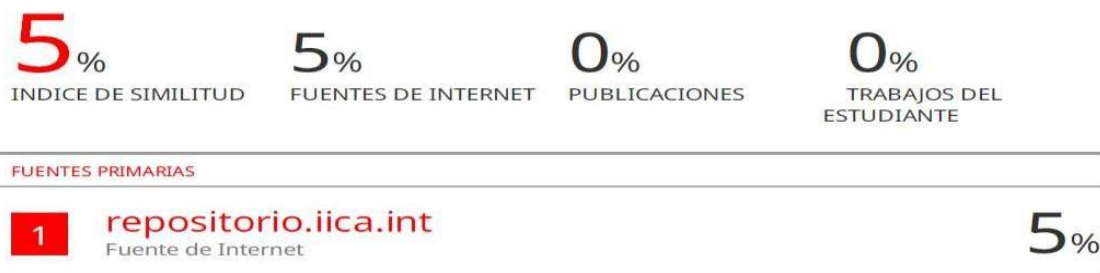 5% 5% 0% 0%
INDICE DE SIMILITUD FUENTES DE INTERNET PUBLICACIONES TRABAJOS DEL
ESTUDIANTE
FUENTES PRIMARIAS
1 repositorio.iica.int 5%
Fuente de Internet